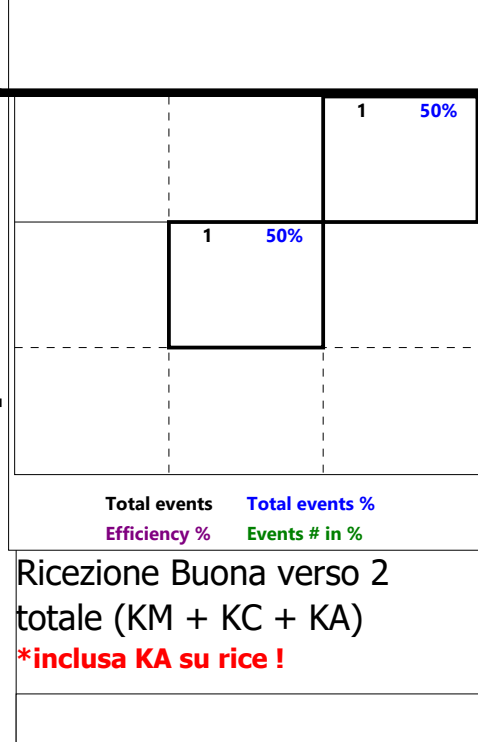 1 50%
1 50%
Total events Total events %
Efficiency % Events # in %
Ricezione Buona verso 2
totale (KM + KC + KA)
*inclusa KA su rice !